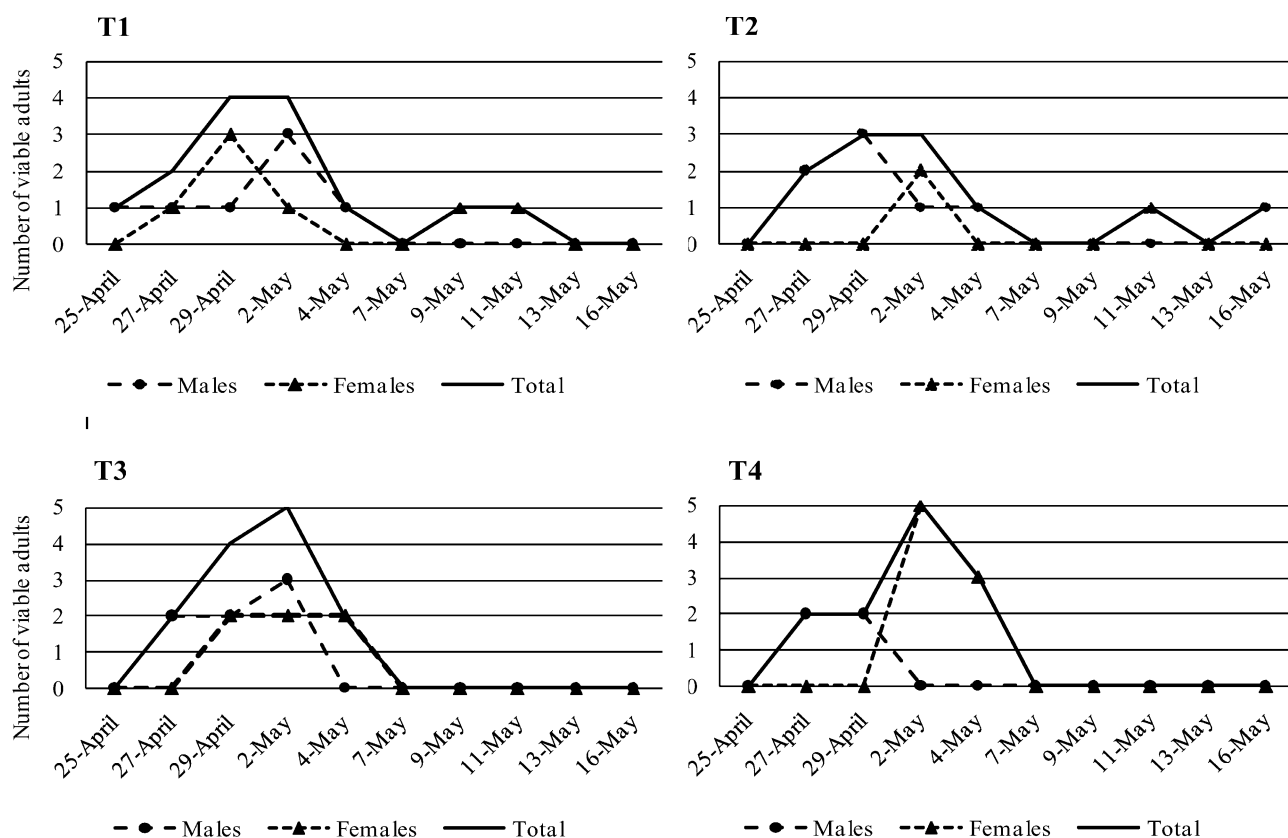 T1
T2
Number of viable adults
5
4
3
2
1
0
25-April
27-April
29-April
2-May
4-May
7-May
9-May
11-May
13-May
16-May
Males Females Total
5
4
3
2
1
0
25-April
27-April
29-April
2-May
4-May
7-May
9-May
11-May
13-May
16-May
Males Females Total
T3
T4
Number of viable adults
5
4
3
2
1
0
25-April
27-April
29-April
2-May
4-May
7-May
9-May
11-May
13-May
16-May
Males Females Total
5
4
3
2
1
0
25-April
27-April
29-April
2-May
4-May
7-May
9-May
11-May
13-May
16-May
Males Females Total